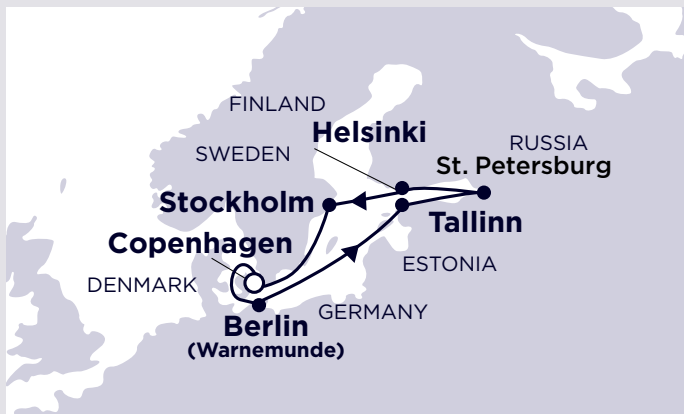 FINLAND
Helsinki
RUSSIA
SWEDEN
St. Petersburg
Stockholm
Tallinn
Copenhagen
ESTONIA
DENMARK
GERMANY
Berlin
(Warnemunde)